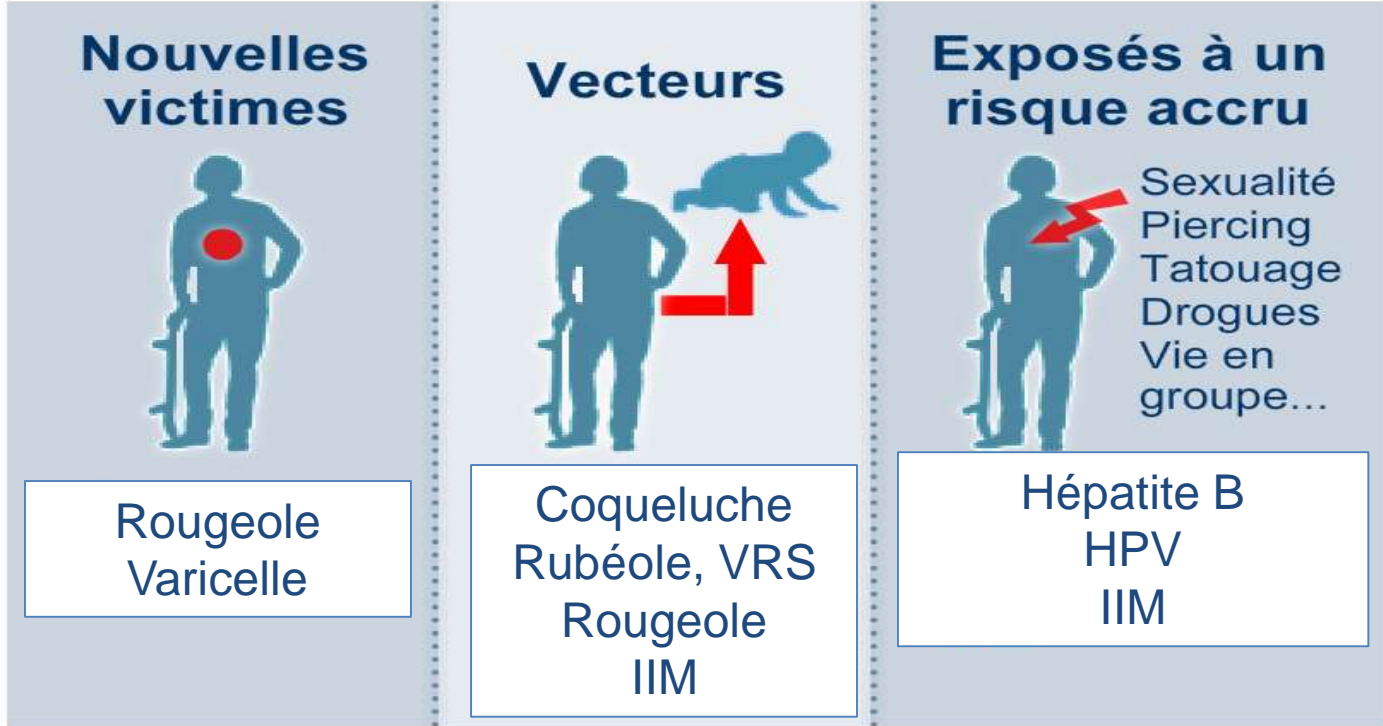 Nouvelles
victimes
Rougeole
Varicelle
Vecteurs
Coqueluche
Rubéole, VRS
Rougeole
IIM
Exposés à un
risque accru
Sexualité
Piercing
Tatouage
Drogues
Vie en
groupe...
Hépatite B
HPV
IIM